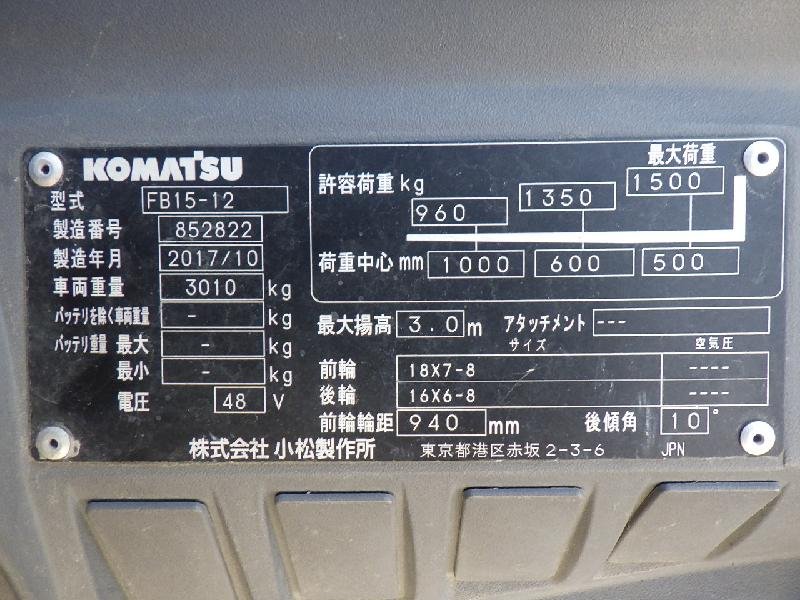 KOMATSU
型式 FB15-12
製造番号 852822
製造年月 2017/10
車両重量 3010 kg
バッテリを除く車両重量 - kg
バッテリ重量 最大 - kg
最小 - kg
電圧 48 V
最大荷重
許容荷重 kg 960 1350 1500
荷重中心 mm 1000 600 500
最大揚高 3.0 m アタッチメント ---
サイズ 空気圧
前輪 18X7-8 ----
後輪 16X6-8 ----
前輪輪距 940 mm 後傾角 10°
株式会社 小松製作所 東京都港区赤坂 2-3-6 JPN